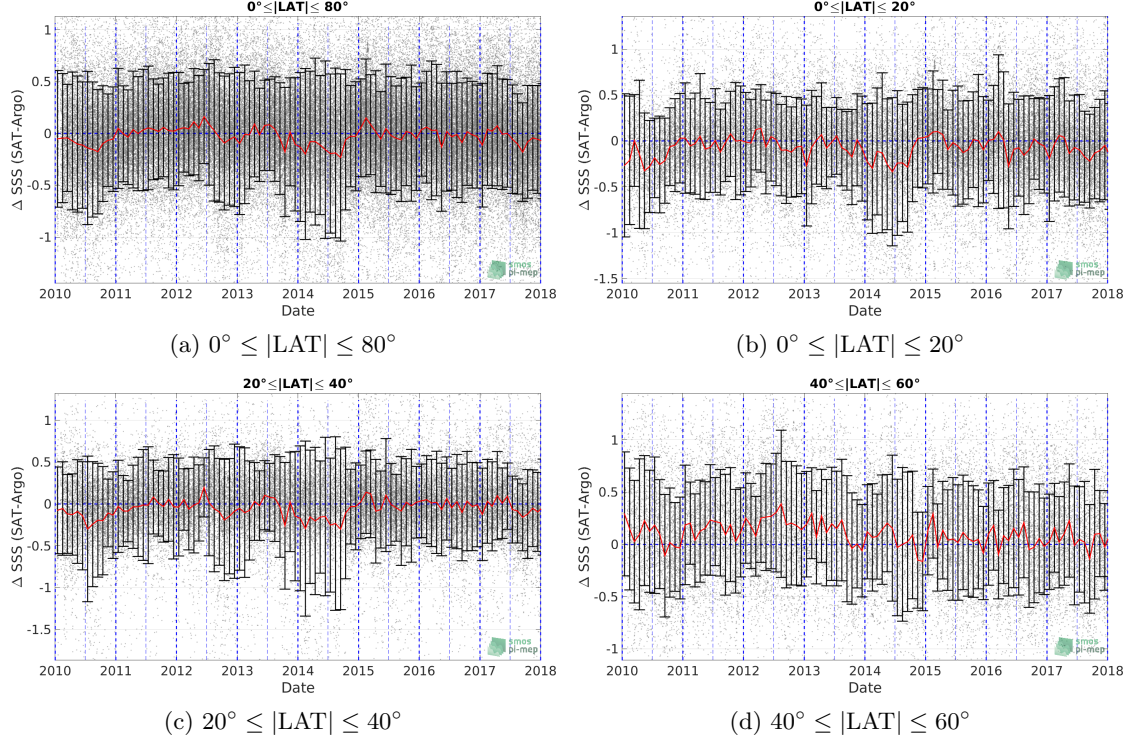 0°≤|LAT|≤ 80°
Δ SSS (SAT-Argo)
1
0.5
0
-0.5
-1
2010 2011 2012 2013 2014 2015 2016 2017 2018
Date
smos
pi-mep
(a) 0° ≤ |LAT| ≤ 80°
0°≤|LAT|≤ 20°
Δ SSS (SAT-Argo)
1
0.5
0
-0.5
-1
-1.5
2010 2011 2012 2013 2014 2015 2016 2017 2018
Date
smos
pi-mep
(b) 0° ≤ |LAT| ≤ 20°
20°≤|LAT|≤ 40°
Δ SSS (SAT-Argo)
1
0.5
0
-0.5
-1
-1.5
2010 2011 2012 2013 2014 2015 2016 2017 2018
Date
smos
pi-mep
(c) 20° ≤ |LAT| ≤ 40°
40°≤|LAT|≤ 60°
Δ SSS (SAT-Argo)
1
0.5
0
-0.5
-1
2010 2011 2012 2013 2014 2015 2016 2017 2018
Date
smos
pi-mep
(d) 40° ≤ |LAT| ≤ 60°